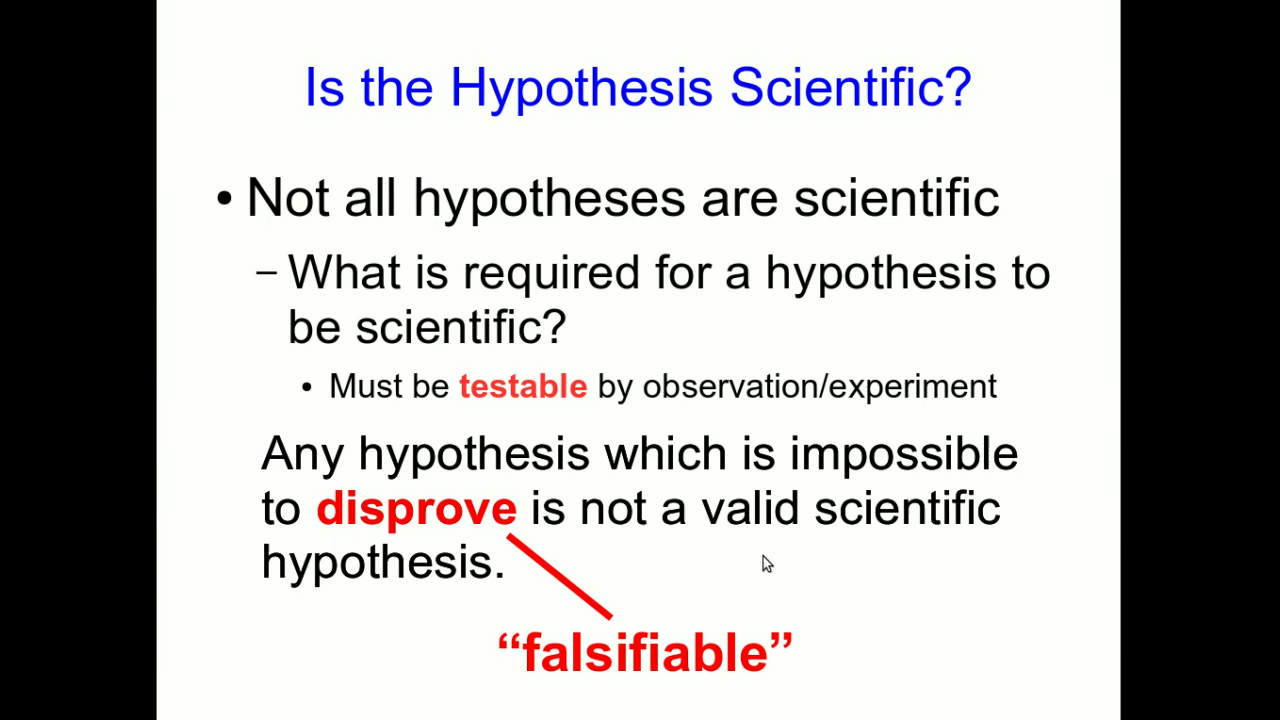 Is the Hypothesis Scientific?
• Not all hypotheses are scientific
– What is required for a hypothesis to
be scientific?
• Must be testable by observation/experiment
Any hypothesis which is impossible
to disprove is not a valid scientific
hypothesis.
“falsifiable”